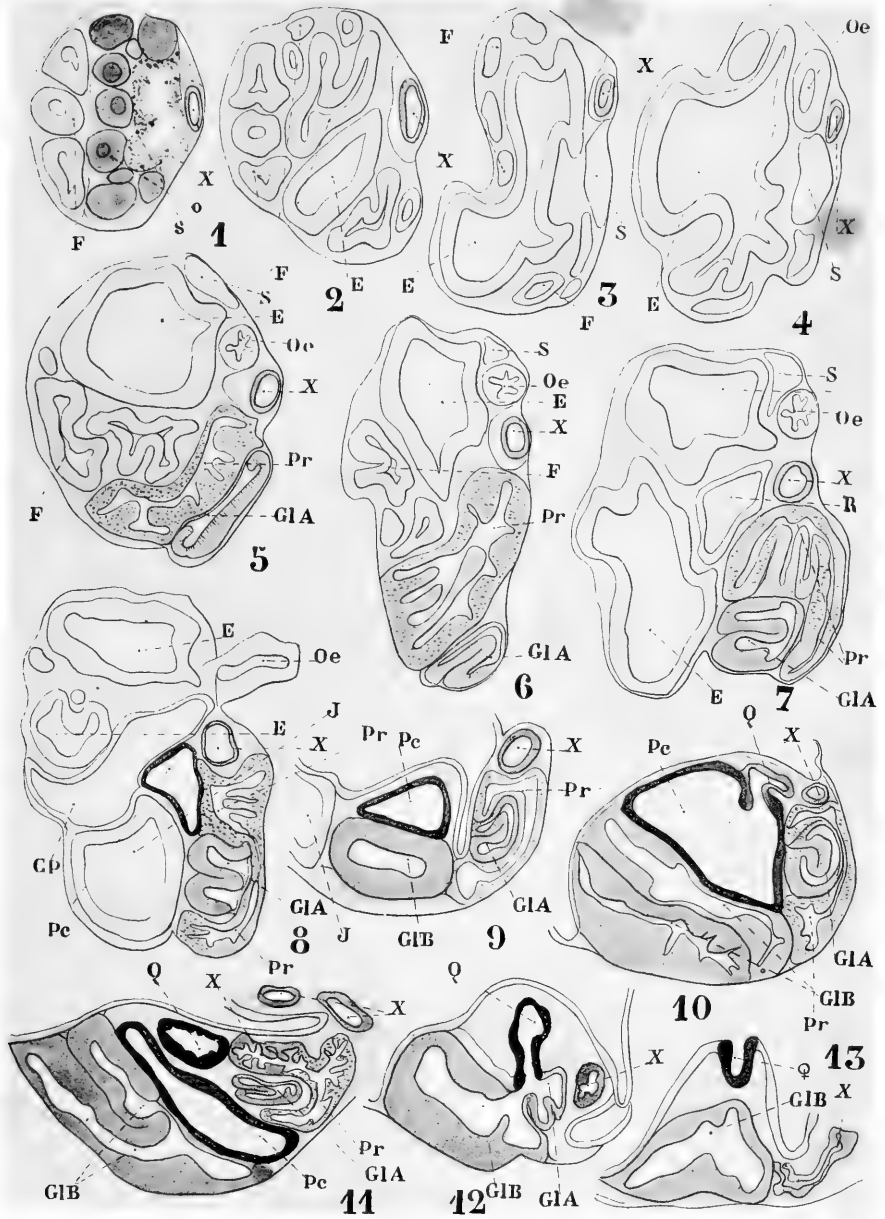 F Oe
X
X
X
S
o
S
F
1
E
2
E
S
3
F
X
S
E
4
F
S
E
Oe
X
Pr
GlA
F
5
S
Oe
E
X
F
Pr
GlA
6
S
Oe
X
R
Pr
E
7
GlA
E
Oe
E
J
X
Cp
Pc
GlA
8
Pr
Pr Pc
X
Pr
GlA
J
GlB
9
Q
Pc
X
GlA
GlB
10
Pr
Q
X
X
Pr
GlA
GlB
Pc
11
Q
X
12
GlB
GlA
13
♀
GlB
X